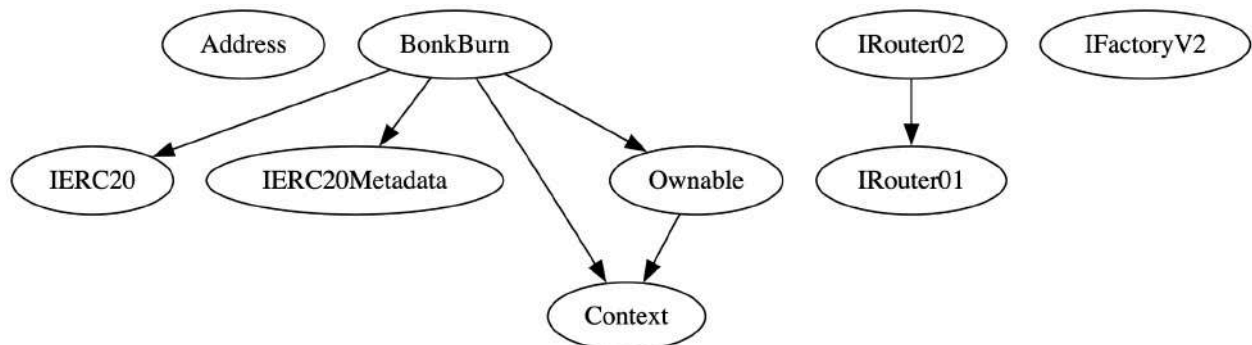 Address
BonkBurn
IRouter02
IFactoryV2
IERC20
IERC20Metadata
Ownable
IRouter01
Context